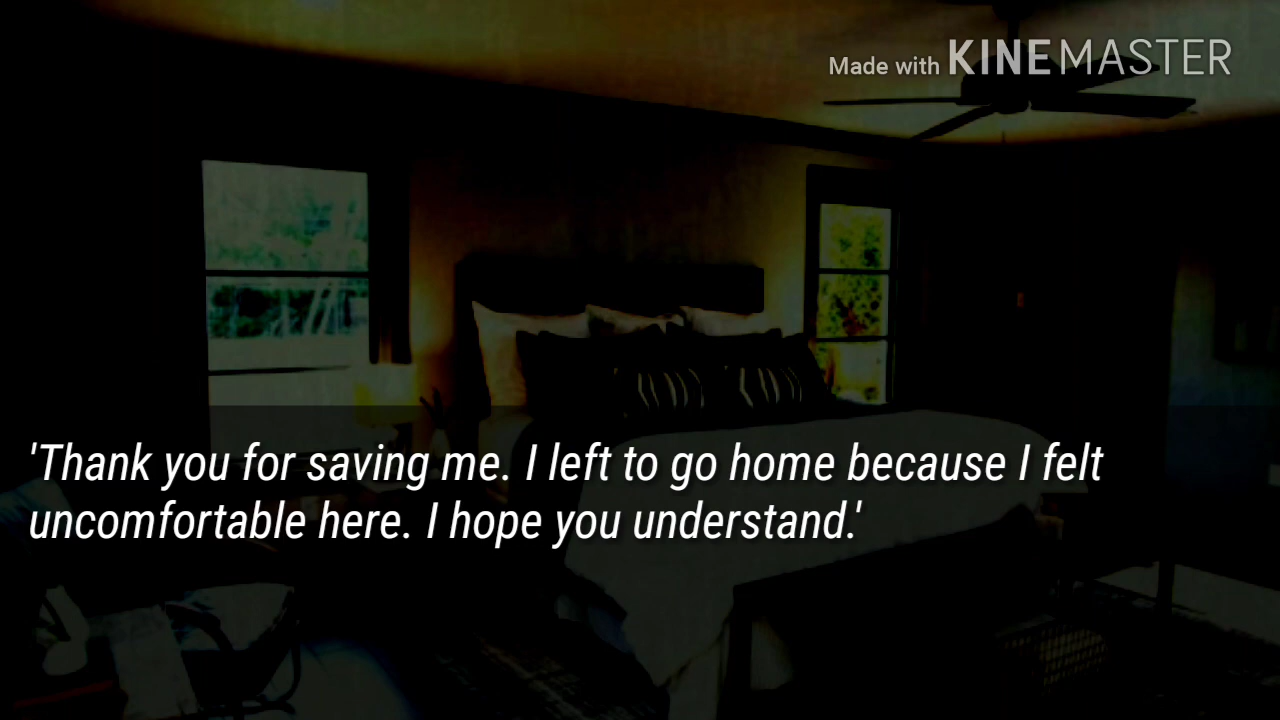 Made with KINEMASTER
'Thank you for saving me. I left to go home because I felt
uncomfortable here. I hope you understand.'